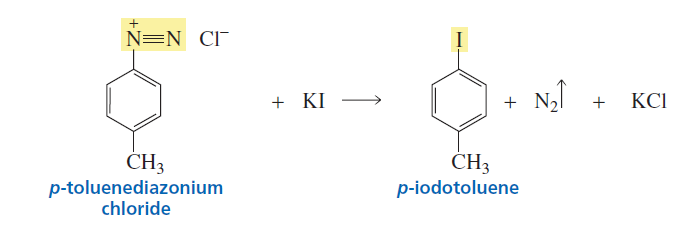 +
N≡N Cl⁻
I
+ KI ⟶ + N₂↑ + KCl
CH₃ CH₃
p-toluenediazonium p-iodotoluene
chloride